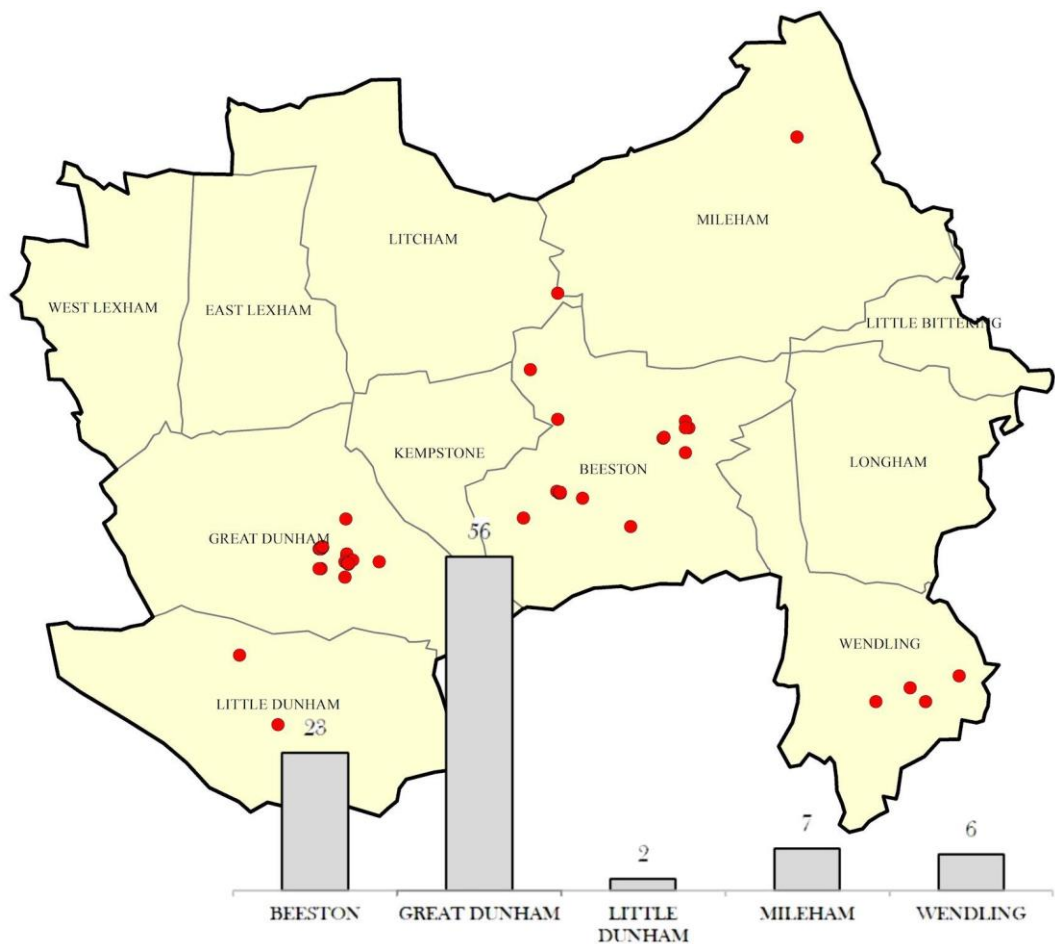 MILEHAM
LITCHAM
WEST LEXHAM
EAST LEXHAM
LITTLE BITTERING
KEMPSTONE
BEESTON
LONGHAM
GREAT DUNHAM
WENDLING
LITTLE DUNHAM
23
56
2
7
6
BEESTON
GREAT DUNHAM
LITTLE
DUNHAM
MILEHAM
WENDLING